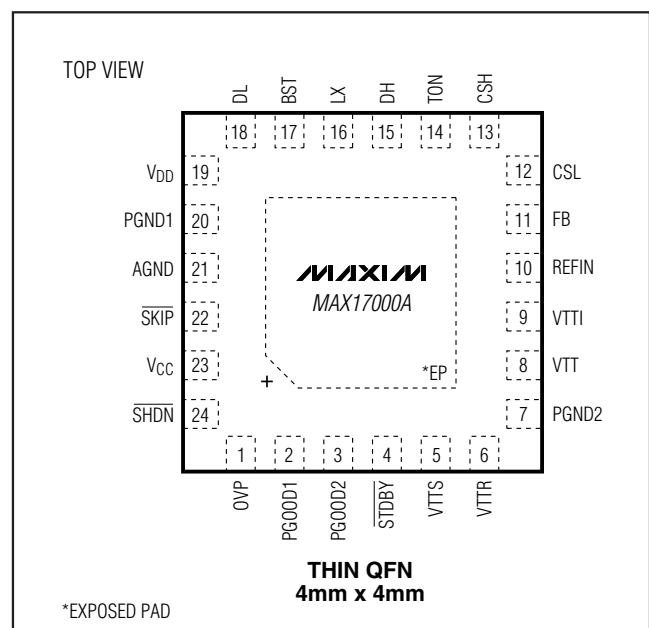 TOP VIEW
DL
BST
LX
DH
TON
CSH
18
17
16
15
14
13
VDD
19
12
CSL
PGND1
20
11
FB
AGND
21
10
REFIN
MAXIM
MAX17000A
SKIP
22
9
VTTI
VCC
23
8
VTT
*EP
+
SHDN
24
7
PGND2
1
2
3
4
5
6
OVP
PGOOD1
PGOOD2
STDBY
VTTS
VTTR
THIN QFN
4mm x 4mm
*EXPOSED PAD